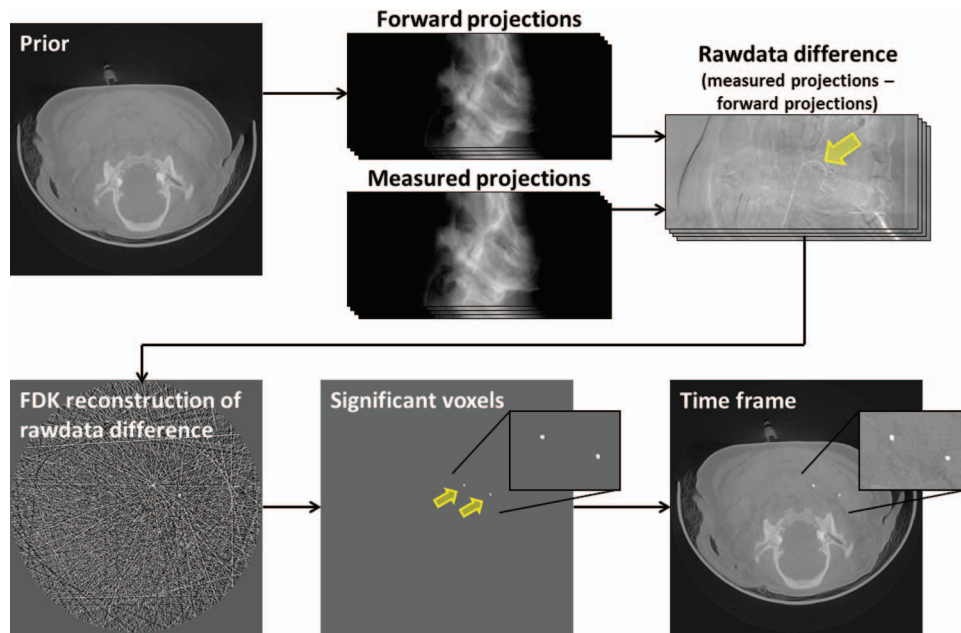 Prior
Forward projections
Measured projections
Rawdata difference
(measured projections –
forward projections)
FDK reconstruction of
rawdata difference
Significant voxels
Time frame